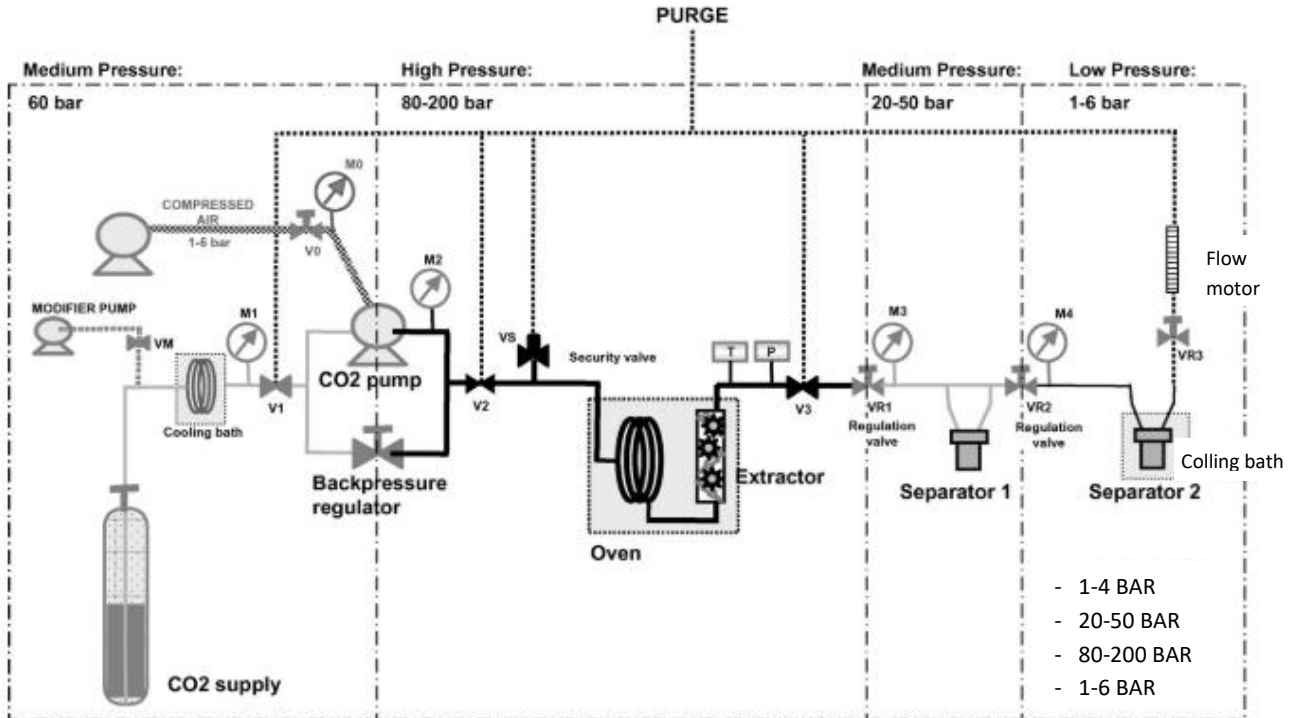 PURGE
Medium Pressure:
60 bar
High Pressure:
80-200 bar
Medium Pressure:
20-50 bar
Low Pressure:
1-6 bar
M0
COMPRESSED
AIR
1-6 bar
V0
M2
Flow
motor
MODIFIER PUMP
VM
M1
VS
Security valve
T
P
M3
M4
VR3
CO2 pump
V1
V2
V3
VR1
Regulation
valve
VR2
Regulation
valve
Cooling bath
Backpressure
regulator
Extractor
Oven
Separator 1
Separator 2
Colling bath
CO2 supply
- 1-4 BAR
- 20-50 BAR
- 80-200 BAR
- 1-6 BAR